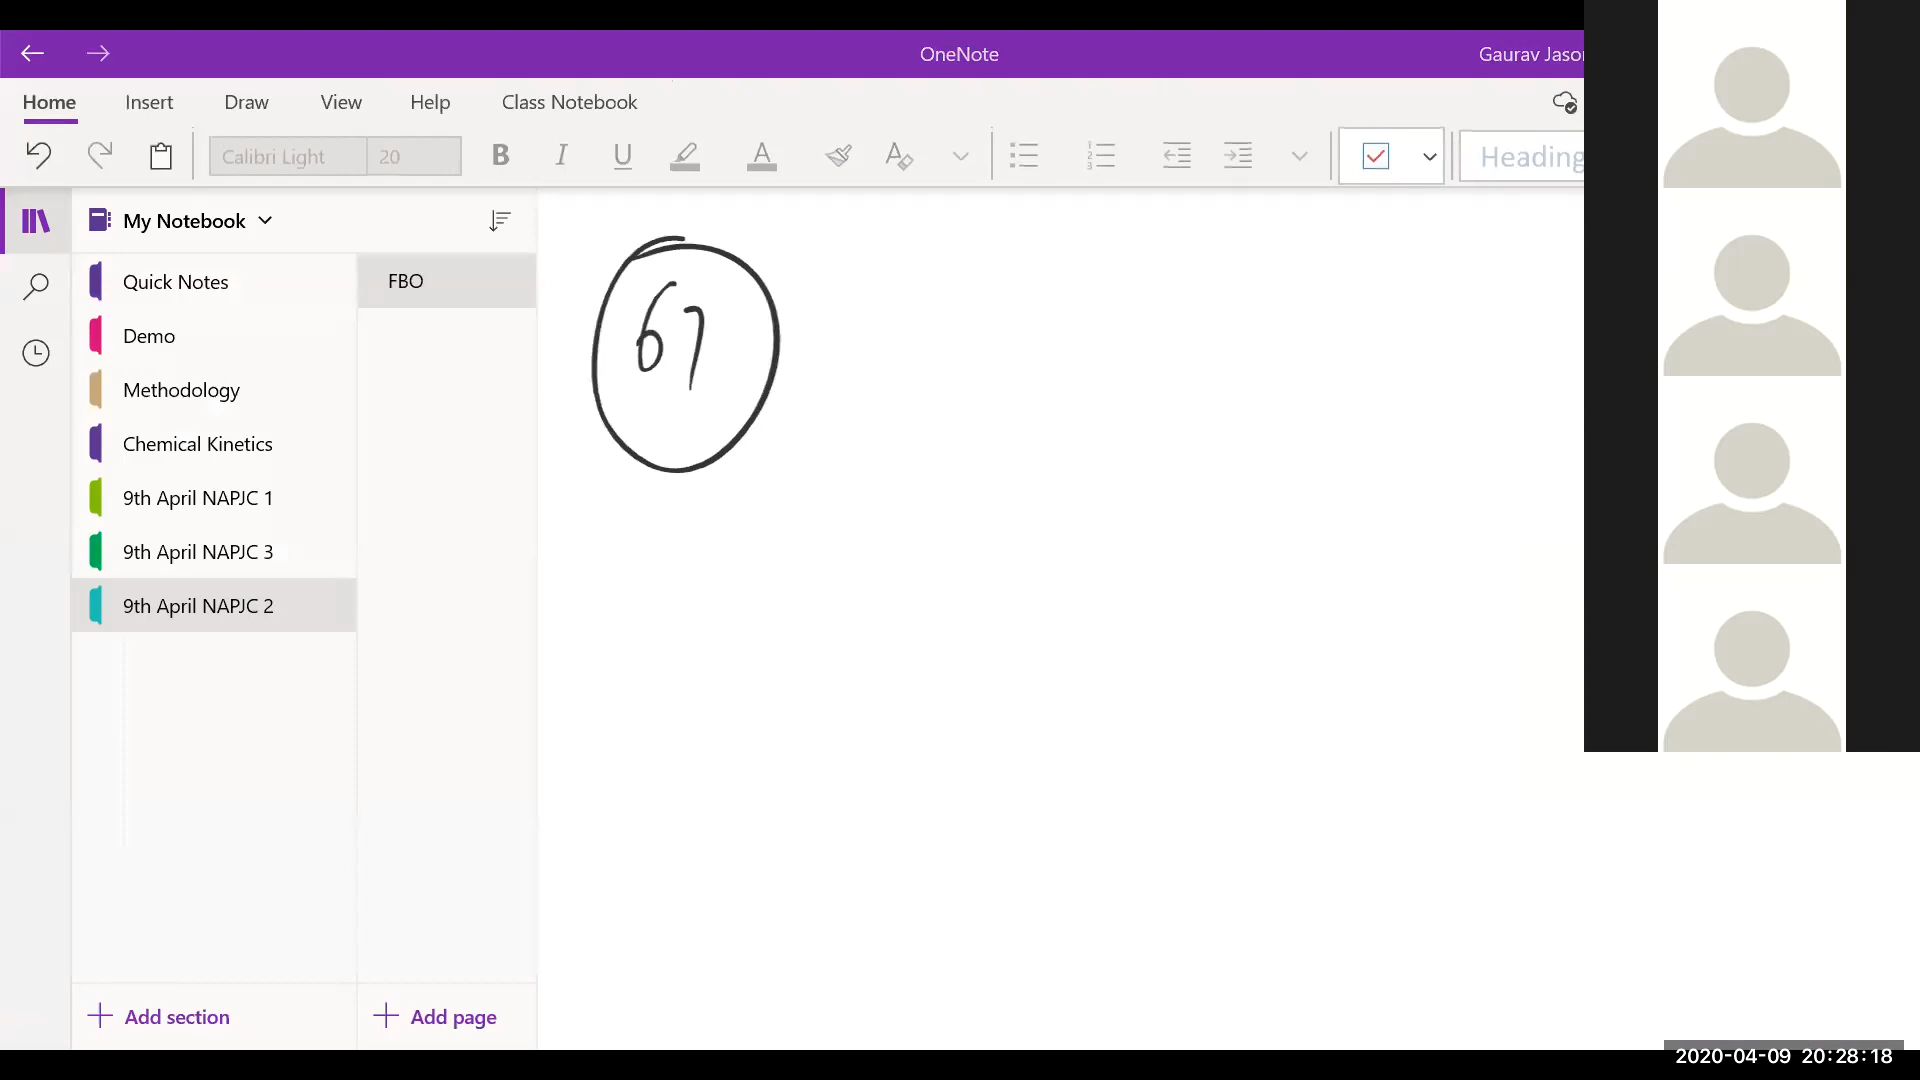 OneNote
Gaurav Jason
Home Insert Draw View Help Class Notebook
Calibri Light 20 B I U A A Heading
My Notebook
Quick Notes
Demo
Methodology
Chemical Kinetics
9th April NAPJC 1
9th April NAPJC 3
9th April NAPJC 2
FBO
67
Add section
Add page
2020-04-09 20:28:18